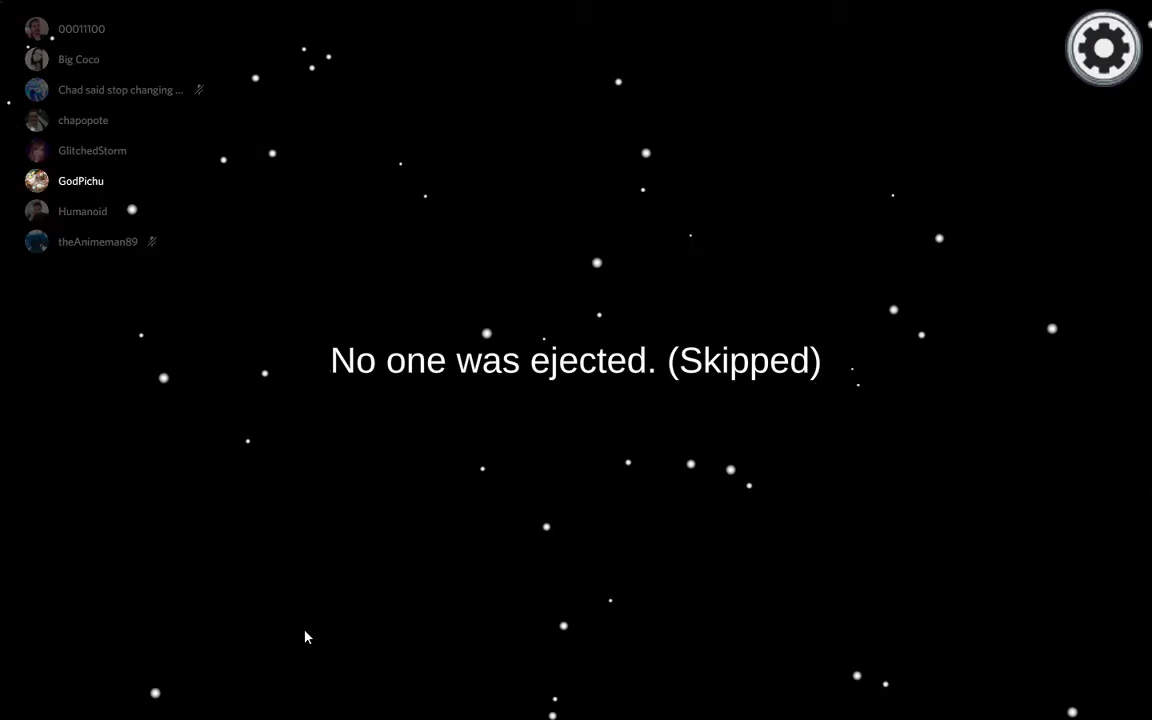 00011100
Big Coco
Chad said stop changing ...
chapopote
GlitchedStorm
GodPichu
Humanoid
theAnimeman89
No one was ejected. (Skipped)